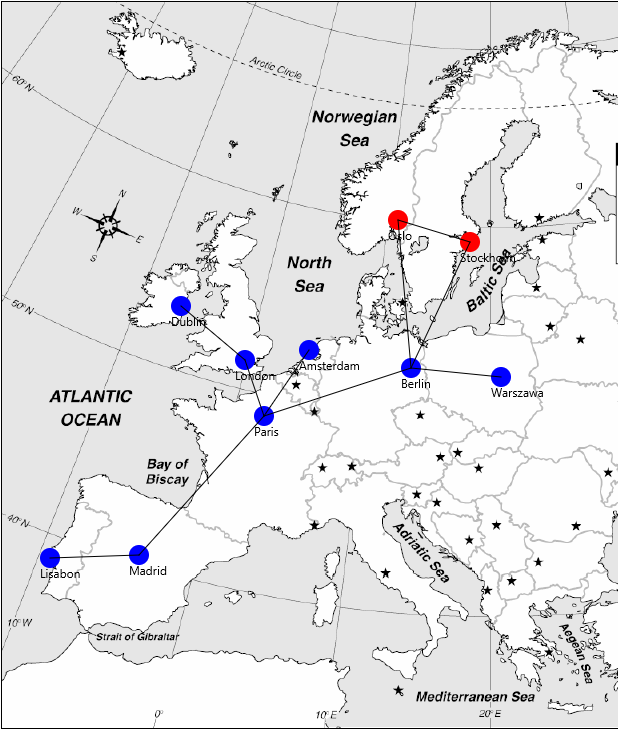 Arctic Circle
60°N
Norwegian
Sea
N
W
E
S
Oslo
Stockholm
North
Sea
Baltic Sea
50°N
Dublin
London
Amsterdam
Berlin
Warszawa
ATLANTIC
OCEAN
Paris
Bay of
Biscay
40°N
Adriatic Sea
Lisabon
Madrid
10°W
Strait of Gibraltar
Aegean Sea
Mediterranean Sea
0°
10°E
20°E